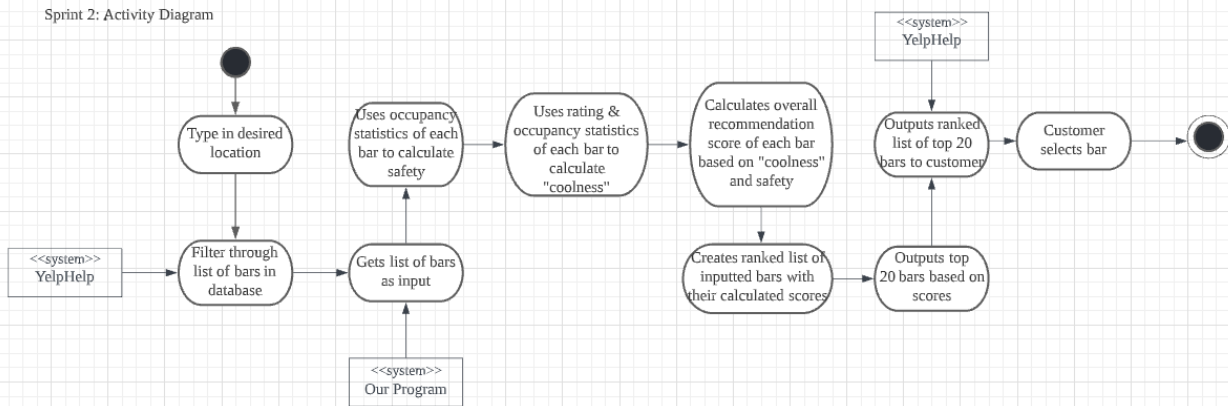 Sprint 2: Activity Diagram
Type in desired
location
<<system>>
YelpHelp
Filter through
list of bars in
database
Gets list of bars
as input
<<system>>
Our Program
Uses occupancy
statistics of each
bar to calculate
safety
Uses rating &
occupancy statistics
of each bar to
calculate
"coolness"
Calculates overall
recommendation
score of each bar
based on "coolness"
and safety
Creates ranked list of
inputted bars with
their calculated scores
Outputs top
20 bars based on
scores
<<system>>
YelpHelp
Outputs ranked
list of top 20
bars to customer
Customer
selects bar